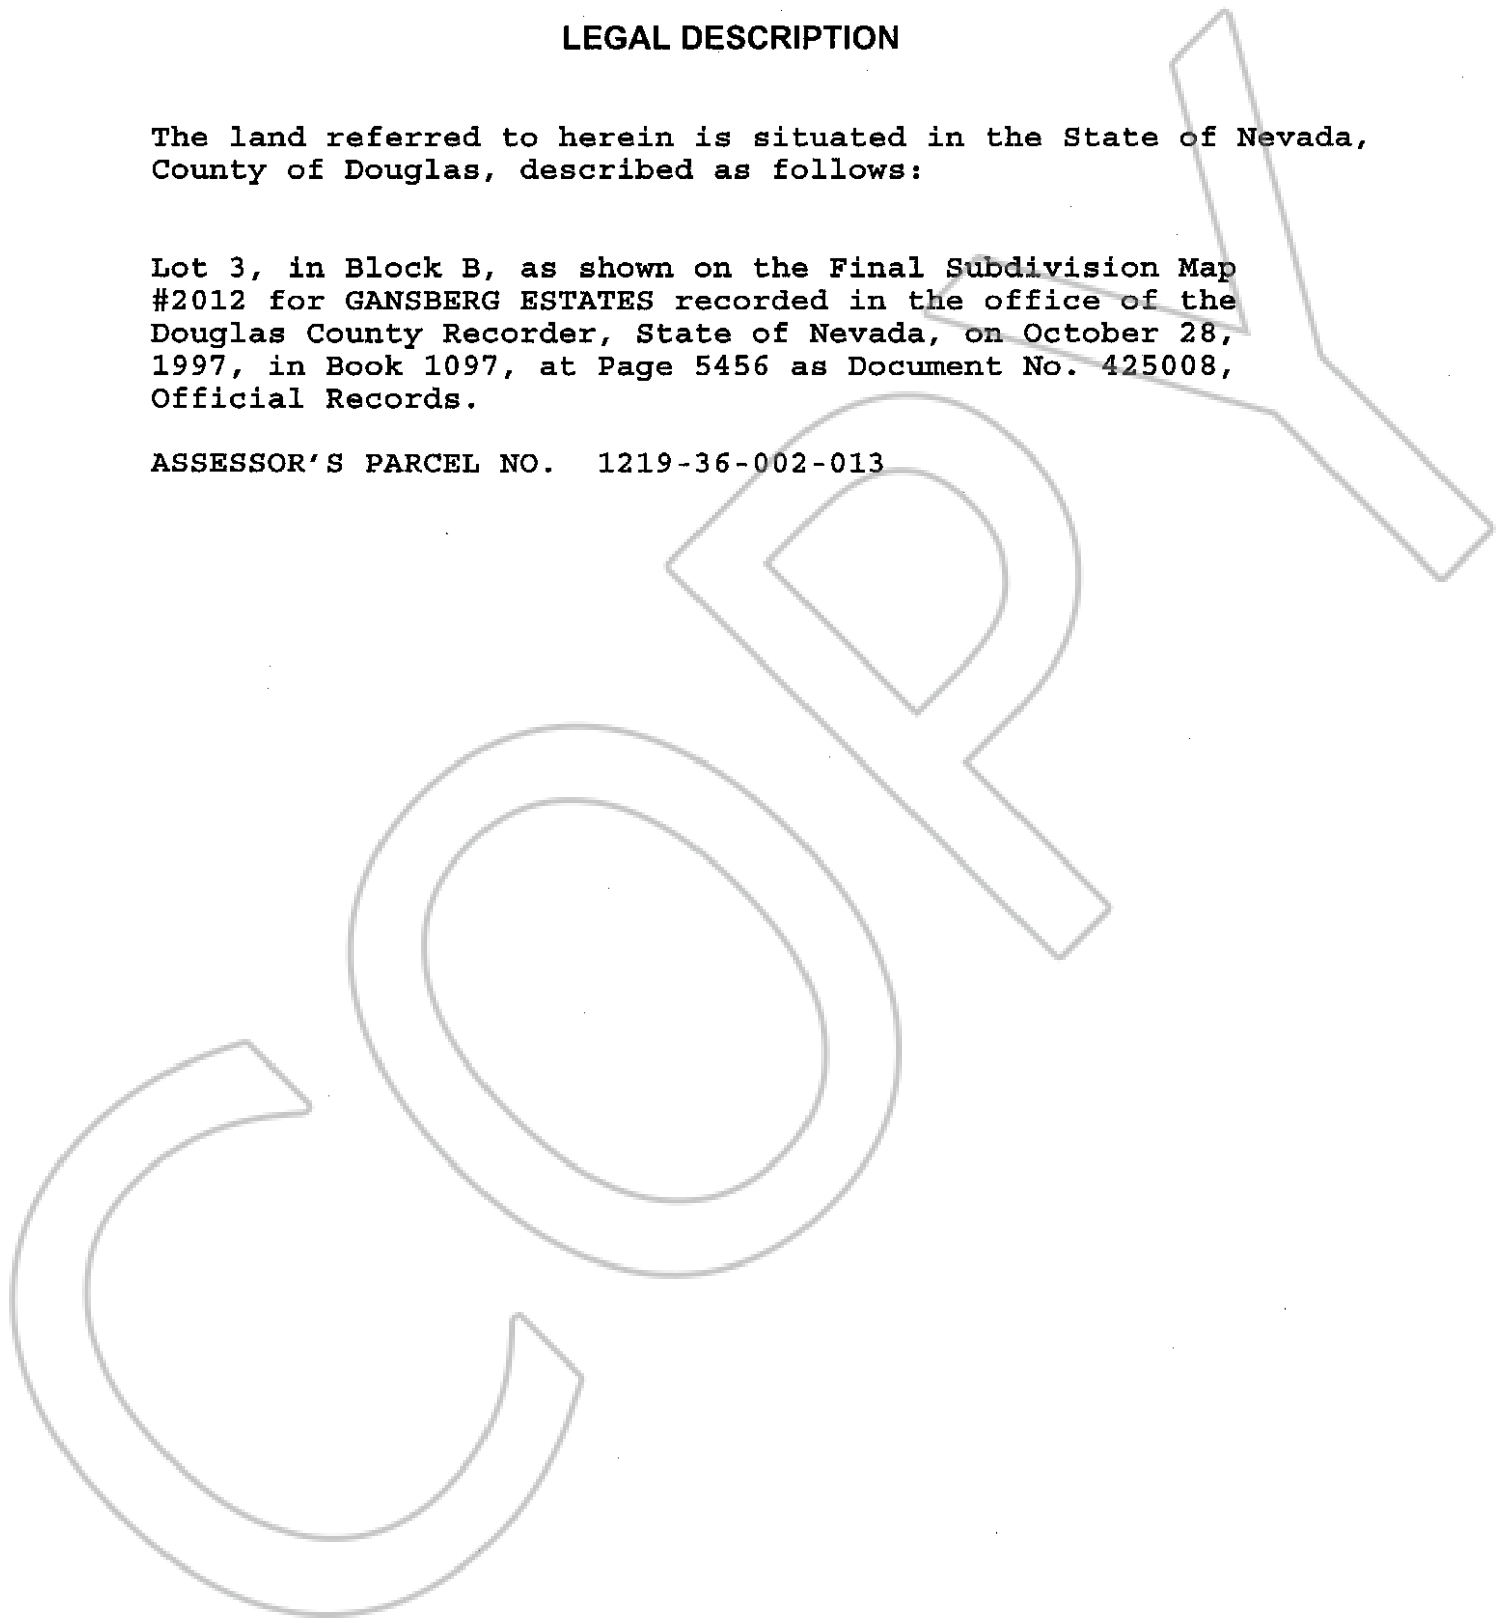 LEGAL DESCRIPTION
The land referred to herein is situated in the State of Nevada,
County of Douglas, described as follows:
Lot 3, in Block B, as shown on the Final Subdivision Map
#2012 for GANSBERG ESTATES recorded in the office of the
Douglas County Recorder, State of Nevada, on October 28,
1997, in Book 1097, at Page 5456 as Document No. 425008,
Official Records.
ASSESSOR'S PARCEL NO. 1219-36-002-013
COPY